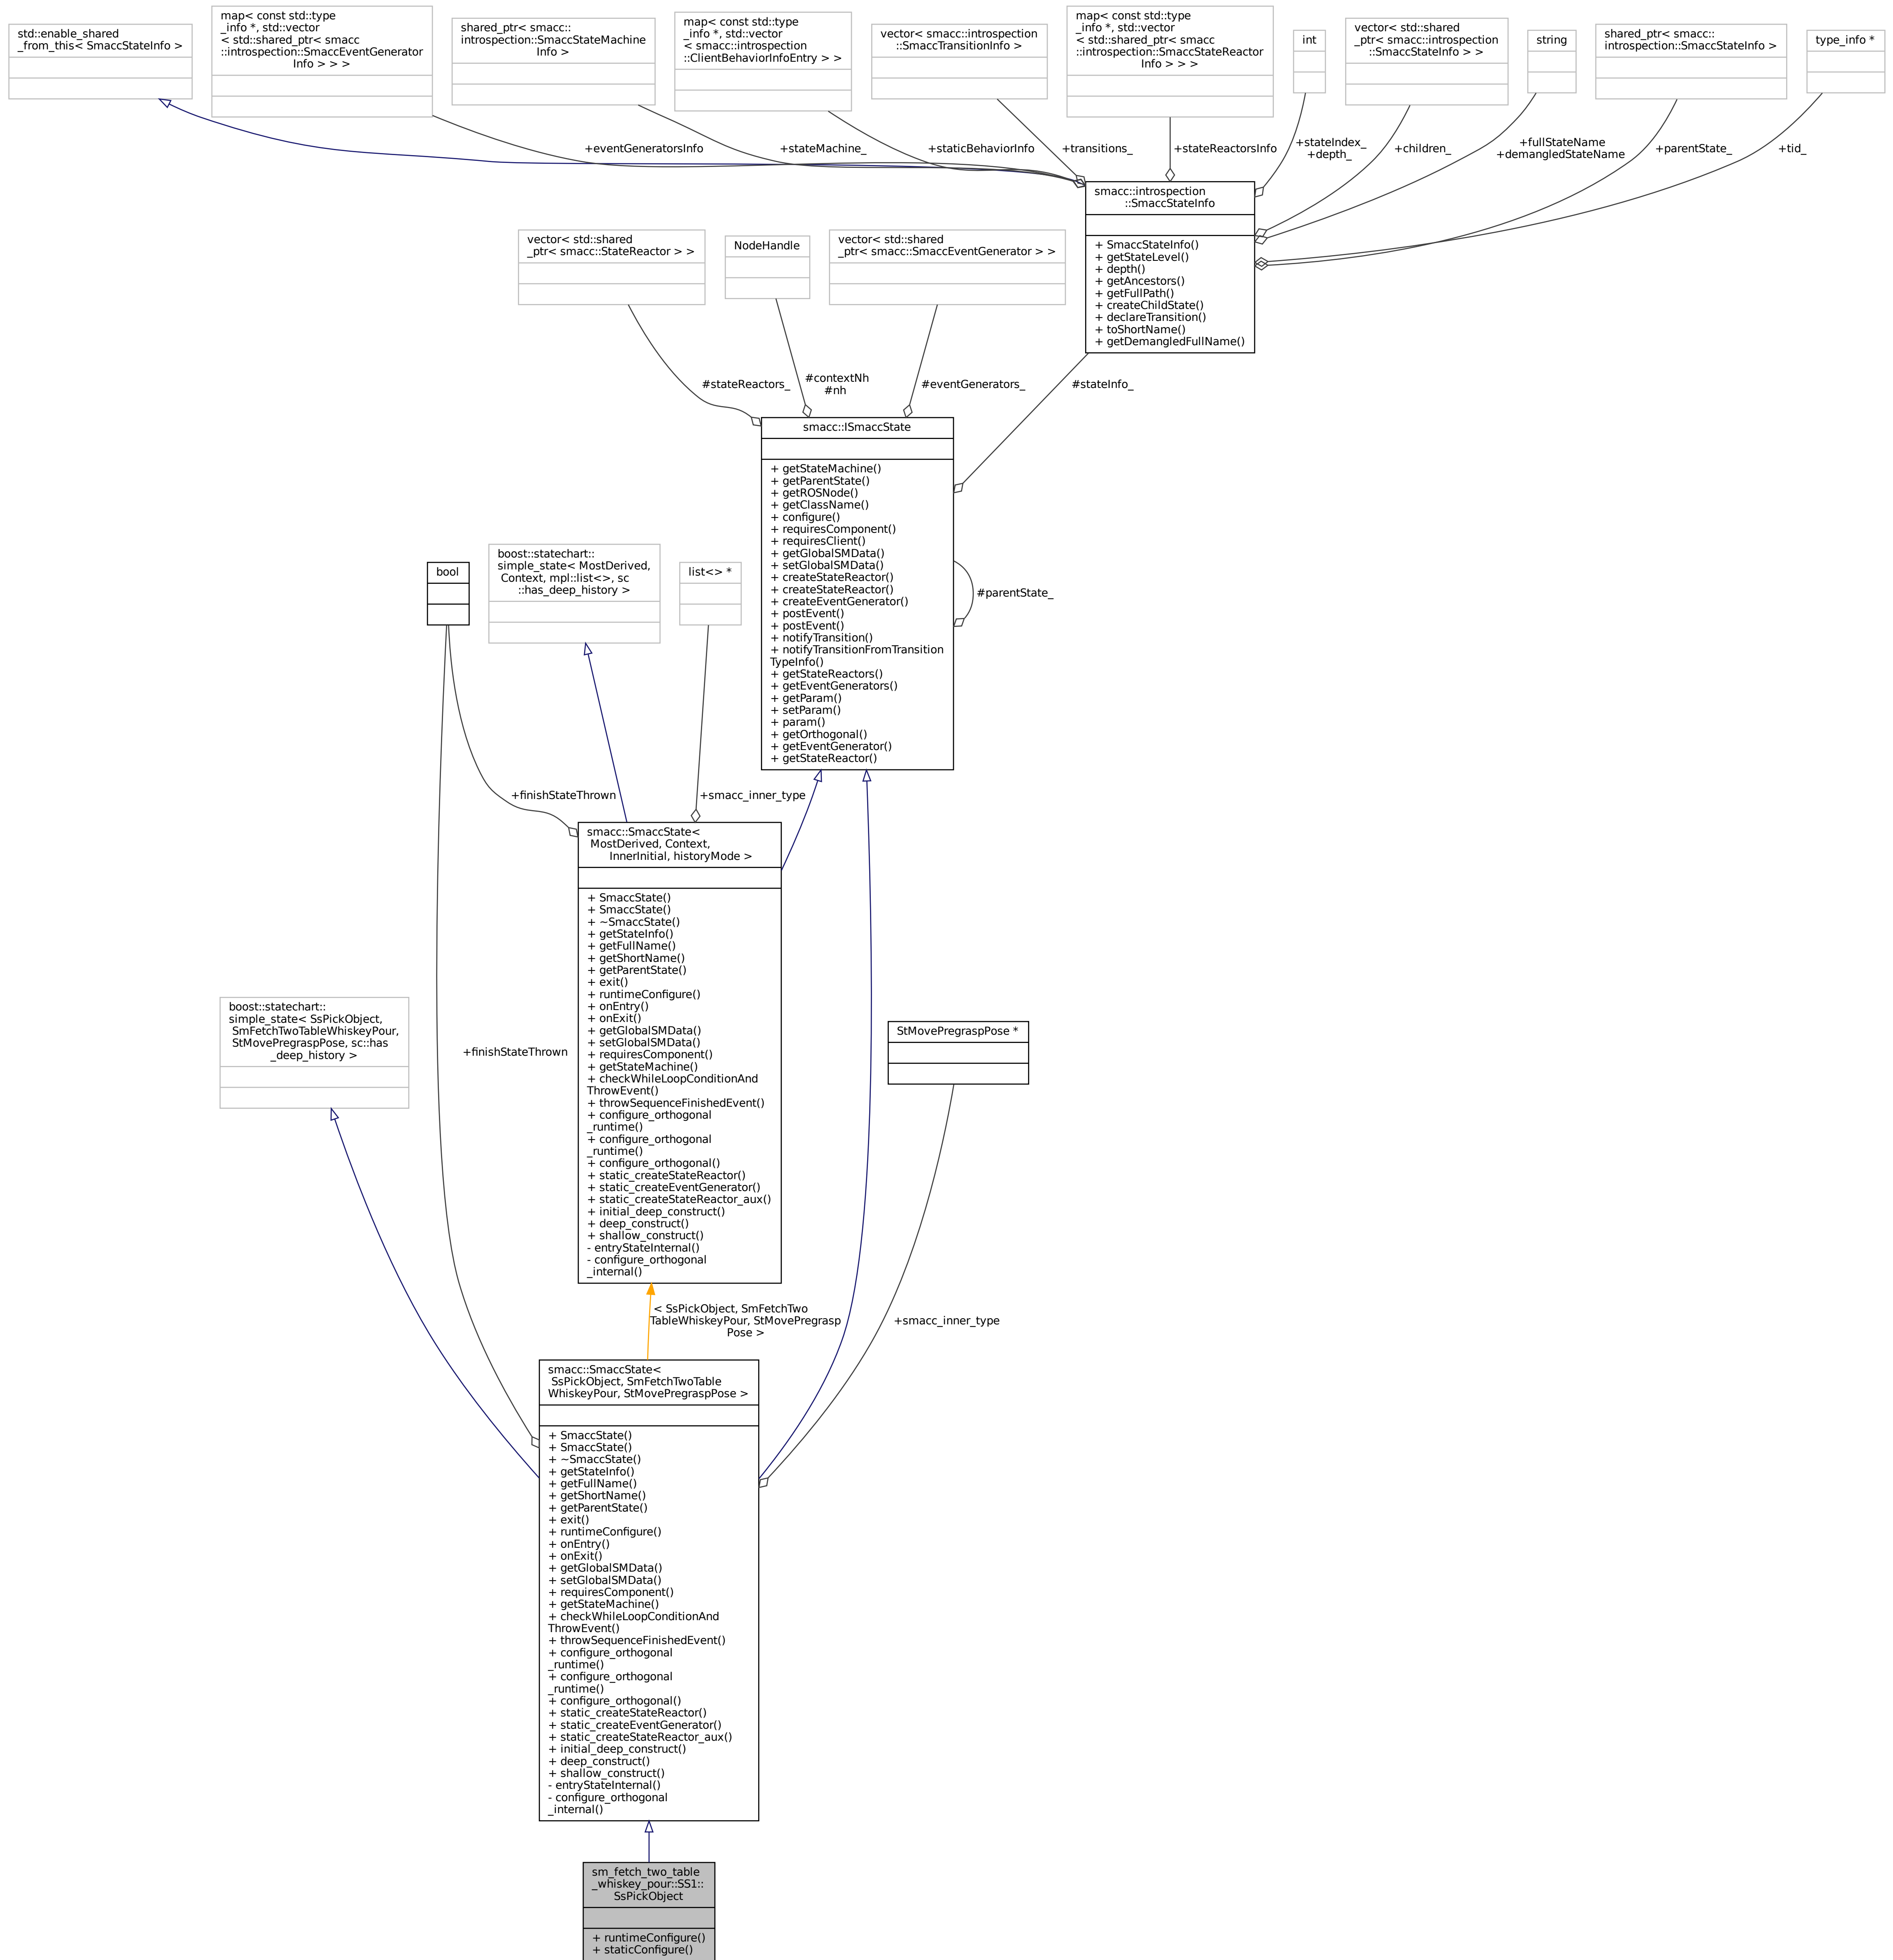 std::enable_shared
_from_this< SmaccStateInfo >
map< const std::type
_info *, std::vector
< std::shared_ptr< smacc
::introspection::SmaccEventGenerator
Info > > >
shared_ptr< smacc::
introspection::SmaccStateMachine
Info >
map< const std::type
_info *, std::vector
< smacc::introspection
::ClientBehaviorInfoEntry > >
vector< smacc::introspection
::SmaccTransitionInfo >
map< const std::type
_info *, std::vector
< std::shared_ptr< smacc
::introspection::SmaccStateReactor
Info > > >
int
vector< std::shared
_ptr< smacc::introspection
::SmaccStateInfo > >
string
shared_ptr< smacc::
introspection::SmaccStateInfo >
type_info *
+eventGeneratorsInfo
+stateMachine_
+staticBehaviorInfo
+transitions_
+stateReactorsInfo
+stateIndex_
+depth_
+children_
+fullStateName
+demangledStateName
+parentState_
+tid_
smacc::introspection
::SmaccStateInfo
+ SmaccStateInfo()
+ getStateLevel()
+ depth()
+ getAncestors()
+ getFullPath()
+ createChildState()
+ declareTransition()
+ toShortName()
+ getDemangledFullName()
vector< std::shared
_ptr< smacc::StateReactor > >
NodeHandle
vector< std::shared
_ptr< smacc::SmaccEventGenerator > >
#stateReactors_
#contextNh
#nh
#eventGenerators_
#stateInfo_
smacc::ISmaccState
+ getStateMachine()
+ getParentState()
+ getROSNode()
+ getClassName()
+ configure()
+ requiresComponent()
+ requiresClient()
+ getGlobalSMData()
+ setGlobalSMData()
+ createStateReactor()
+ createStateReactor()
+ createEventGenerator()
+ postEvent()
+ postEvent()
+ notifyTransition()
+ notifyTransitionFromTransition
TypeInfo()
+ getStateReactors()
+ getEventGenerators()
+ getParam()
+ setParam()
+ param()
+ getOrthogonal()
+ getEventGenerator()
+ getStateReactor()
#parentState_
bool
boost::statechart::
simple_state< MostDerived,
Context, mpl::list<>, sc
::has_deep_history >
list<> *
+finishStateThrown
+smacc_inner_type
smacc::SmaccState<
MostDerived, Context,
InnerInitial, historyMode >
+ SmaccState()
+ SmaccState()
+ ~SmaccState()
+ getStateInfo()
+ getFullName()
+ getShortName()
+ getParentState()
+ exit()
+ runtimeConfigure()
+ onEntry()
+ onExit()
+ getGlobalSMData()
+ setGlobalSMData()
+ requiresComponent()
+ getStateMachine()
+ checkWhileLoopConditionAnd
ThrowEvent()
+ throwSequenceFinishedEvent()
+ configure_orthogonal
_runtime()
+ configure_orthogonal
_runtime()
+ configure_orthogonal()
+ static_createStateReactor()
+ static_createEventGenerator()
+ static_createStateReactor_aux()
+ initial_deep_construct()
+ deep_construct()
+ shallow_construct()
- entryStateInternal()
- configure_orthogonal
_internal()
boost::statechart::
simple_state< SsPickObject,
SmFetchTwoTableWhiskeyPour,
StMovePregraspPose, sc::has
_deep_history >
+finishStateThrown
StMovePregraspPose *
< SsPickObject, SmFetchTwo
TableWhiskeyPour, StMovePregrasp
Pose >
+smacc_inner_type
smacc::SmaccState<
SsPickObject, SmFetchTwoTable
WhiskeyPour, StMovePregraspPose >
+ SmaccState()
+ SmaccState()
+ ~SmaccState()
+ getStateInfo()
+ getFullName()
+ getShortName()
+ getParentState()
+ exit()
+ runtimeConfigure()
+ onEntry()
+ onExit()
+ getGlobalSMData()
+ setGlobalSMData()
+ requiresComponent()
+ getStateMachine()
+ checkWhileLoopConditionAnd
ThrowEvent()
+ throwSequenceFinishedEvent()
+ configure_orthogonal
_runtime()
+ configure_orthogonal
_runtime()
+ configure_orthogonal()
+ static_createStateReactor()
+ static_createEventGenerator()
+ static_createStateReactor_aux()
+ initial_deep_construct()
+ deep_construct()
+ shallow_construct()
- entryStateInternal()
- configure_orthogonal
_internal()
sm_fetch_two_table
_whiskey_pour::SS1::
SsPickObject
+ runtimeConfigure()
+ staticConfigure()